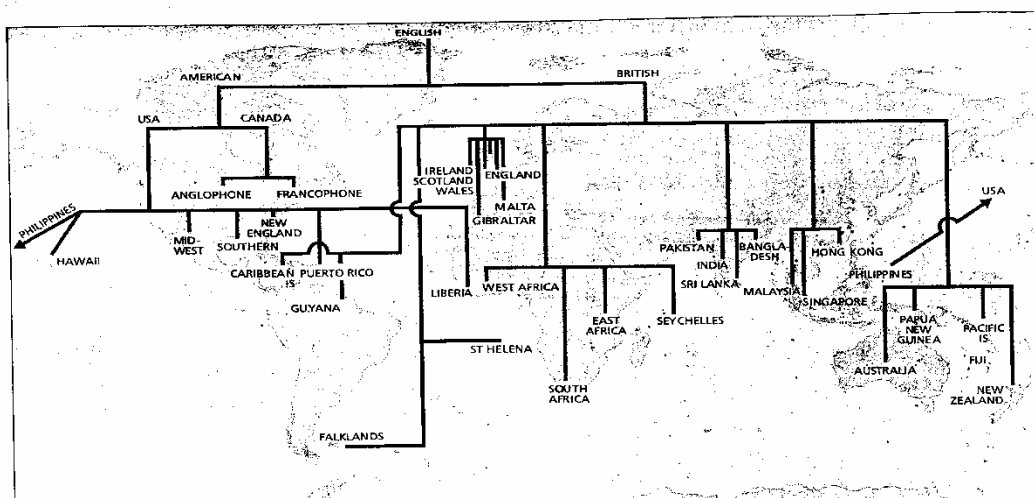 ENGLISH
AMERICAN
BRITISH
USA
CANADA
ANGLOPHONE
FRANCOPHONE
PHILIPPINES
HAWAII
MID-
WEST
SOUTHERN
NEW
ENGLAND
CARIBBEAN
IS
PUERTO RICO
GUYANA
LIBERIA
IRELAND
SCOTLAND
WALES
ENGLAND
MALTA
GIBRALTAR
WEST AFRICA
EAST
AFRICA
SEYCHELLES
SOUTH
AFRICA
ST HELENA
FALKLANDS
PAKISTAN
INDIA
SRI LANKA
BANGLA-
DESH
MALAYSIA
SINGAPORE
HONG KONG
USA
PHILIPPINES
AUSTRALIA
PAPUA
NEW
GUINEA
PACIFIC
IS
FIJI
NEW
ZEALAND